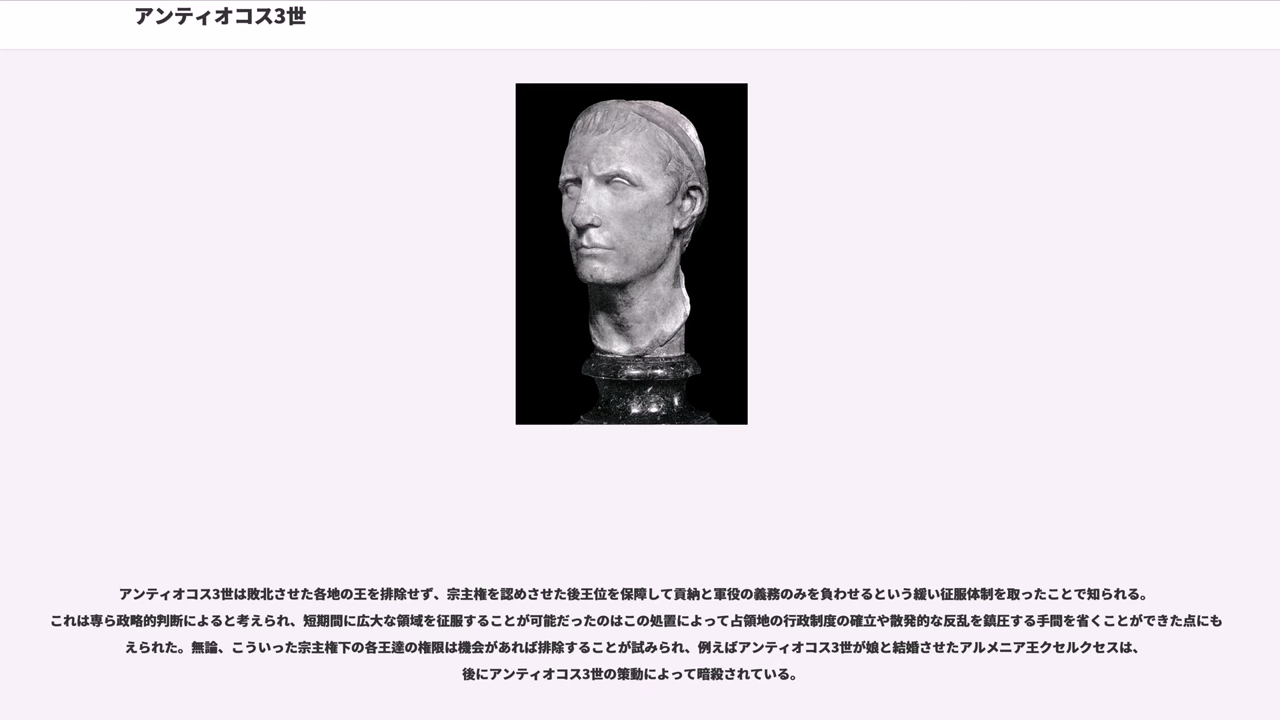 アンティオコス3世
アンティオコス3世は敗北させた各地の王を排除せず、宗主権を認めさせた後王位を保障して貢納と軍役の義務のみを負わせるという緩い征服体制を取ったことで知られる。
これは専ら政略的判断によると考えられ、短期間に広大な領域を征服することが可能だったのはこの処置によって占領地の行政制度の確立や散発的な反乱を鎮圧する手間を省くことができた点にも
えられた。無論、こういった宗主権下の各王達の権限は機会があれば排除することが試みられ、例えばアンティオコス3世が娘と結婚させたアルメニア王クセルクセスは、
後にアンティオコス3世の策動によって暗殺されている。